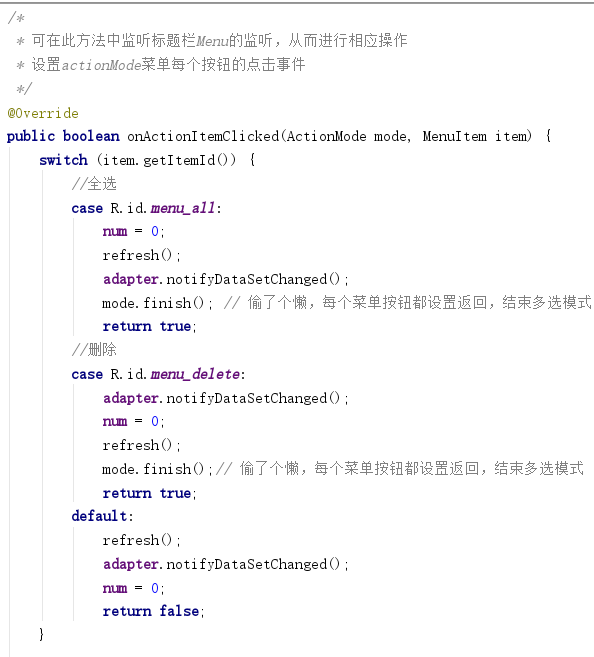 /*
 * 可在此方法中监听标题栏Menu的监听，从而进行相应操作
 * 设置actionMode菜单每个按钮的点击事件
 */
@Override
public boolean onActionItemClicked(ActionMode mode, MenuItem item) {
    switch (item.getItemId()) {
        //全选
        case R.id.menu_all:
            num = 0;
            refresh();
            adapter.notifyDataSetChanged();
            mode.finish(); // 偷了个懒，每个菜单按钮都设置返回，结束多选模式
            return true;
        //删除
        case R.id.menu_delete:
            adapter.notifyDataSetChanged();
            num = 0;
            refresh();
            mode.finish();// 偷了个懒，每个菜单按钮都设置返回，结束多选模式
            return true;
        default:
            refresh();
            adapter.notifyDataSetChanged();
            num = 0;
            return false;
    }